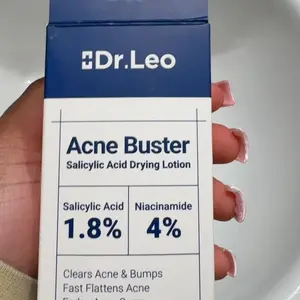 Dr.Leo
Acne Buster
Salicylic Acid Drying Lotion
Salicylic Acid
1.8%
Niacinamide
4%
Clears Acne & Bumps
Fast Flattens Acne